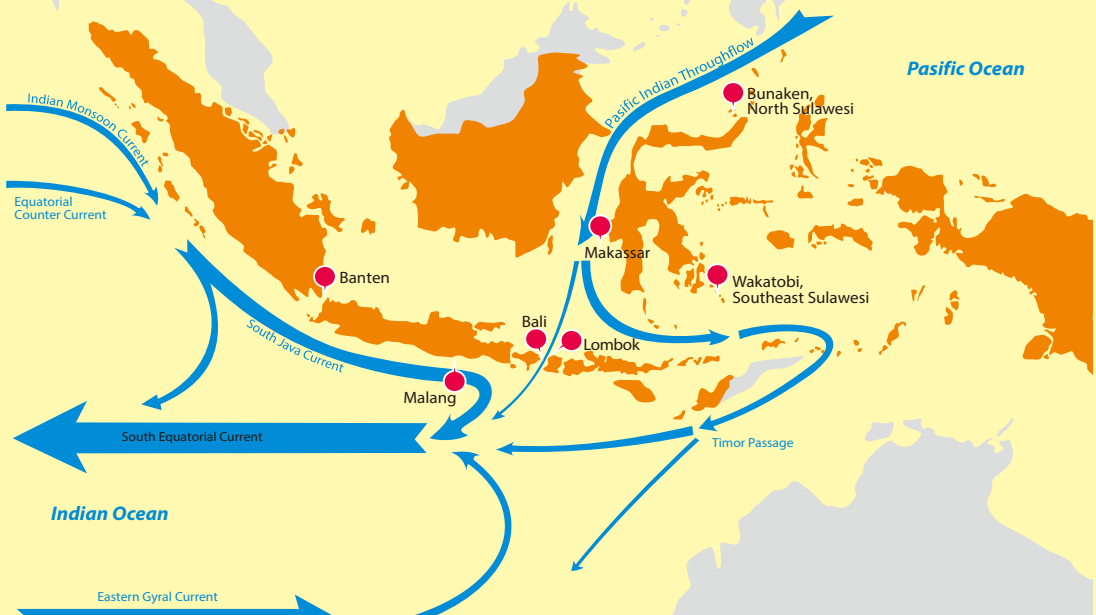 Pasific Ocean
Pasific Indian Throughflow
Bunaken,
North Sulawesi
Indian Monsoon Current
Equatorial
Counter Current
Makassar
Banten
Wakatobi,
Southeast Sulawesi
Bali
Lombok
South Java Current
Malang
South Equatorial Current
Timor Passage
Indian Ocean
Eastern Gyral Current